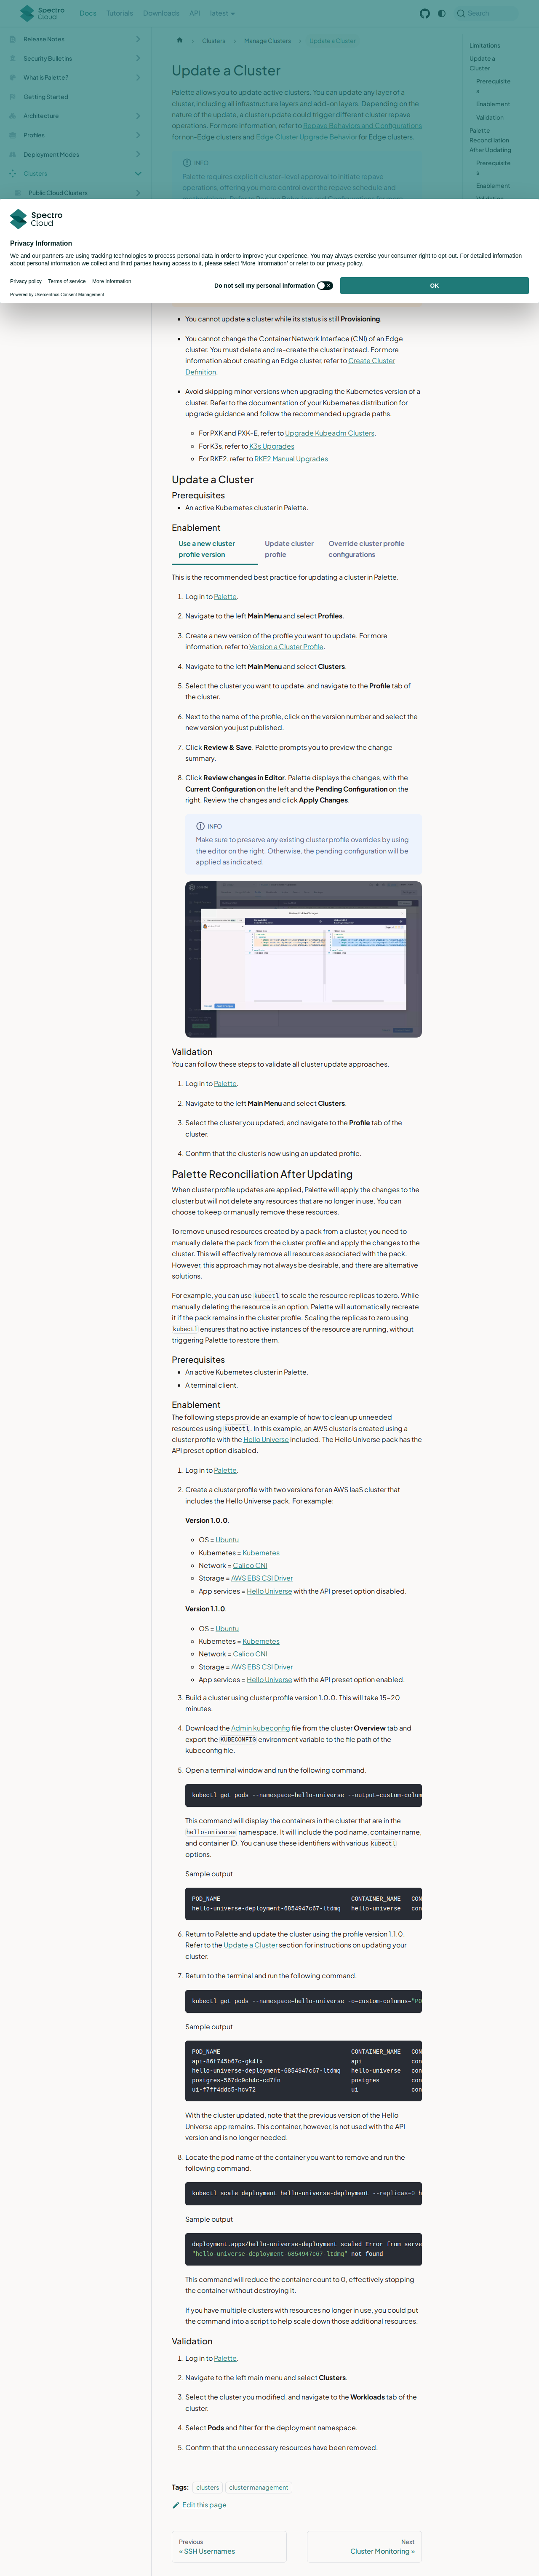 Spectro Cloud
Docs
Tutorials
Downloads
API
latest
Search
Release Notes
Security Bulletins
What is Palette?
Getting Started
Architecture
Profiles
Deployment Modes
Clusters
Public Cloud Clusters
Clusters
Manage Clusters
Update a Cluster
Limitations
Update a Cluster
Prerequisites
Enablement
Validation
Palette Reconciliation After Updating
Prerequisites
Enablement
Update a Cluster
Palette allows you to update active clusters. You can update any layer of a cluster, including all infrastructure layers and add-on layers. Depending on the nature of the update, a cluster update could trigger different cluster repave operations. For more information, refer to Repave Behaviors and Configurations for non-Edge clusters and Edge Cluster Upgrade Behavior for Edge clusters.
INFO
Palette requires explicit cluster-level approval to initiate repave operations, offering you more control over the repave schedule and
Spectro Cloud
Privacy Information
We and our partners are using tracking technologies to process personal data in order to improve your experience. You may always exercise your consumer right to opt-out. For detailed information about personal information we collect and third parties having access to it, please select 'More Information' or refer to our privacy policy.
Privacy policy
Terms of service
More Information
Powered by Usercentrics Consent Management
Do not sell my personal information
OK
You cannot update a cluster while its status is still Provisioning.
You cannot change the Container Network Interface (CNI) of an Edge cluster. You must delete and re-create the cluster instead. For more information about creating an Edge cluster, refer to Create Cluster Definition.
Avoid skipping minor versions when upgrading the Kubernetes version of a cluster. Refer to the documentation of your Kubernetes distribution for upgrade guidance and follow the recommended upgrade paths.
For PXK and PXK-E, refer to Upgrade Kubeadm Clusters.
For K3s, refer to K3s Upgrades
For RKE2, refer to RKE2 Manual Upgrades
Update a Cluster
Prerequisites
An active Kubernetes cluster in Palette.
Enablement
Use a new cluster profile version
Update cluster profile
Override cluster profile configurations
This is the recommended best practice for updating a cluster in Palette.
1. Log in to Palette.
2. Navigate to the left Main Menu and select Profiles.
3. Create a new version of the profile you want to update. For more information, refer to Version a Cluster Profile.
4. Navigate to the left Main Menu and select Clusters.
5. Select the cluster you want to update, and navigate to the Profile tab of the cluster.
6. Next to the name of the profile, click on the version number and select the new version you just published.
7. Click Review & Save. Palette prompts you to preview the change summary.
8. Click Review changes in Editor. Palette displays the changes, with the Current Configuration on the left and the Pending Configuration on the right. Review the changes and click Apply Changes.
INFO
Make sure to preserve any existing cluster profile overrides by using the editor on the right. Otherwise, the pending configuration will be applied as indicated.
Validation
You can follow these steps to validate all cluster update approaches.
1. Log in to Palette.
2. Navigate to the left Main Menu and select Clusters.
3. Select the cluster you updated, and navigate to the Profile tab of the cluster.
4. Confirm that the cluster is now using an updated profile.
Palette Reconciliation After Updating
When cluster profile updates are applied, Palette will apply the changes to the cluster but will not delete any resources that are no longer in use. You can choose to keep or manually remove these resources.
To remove unused resources created by a pack from a cluster, you need to manually delete the pack from the cluster profile and apply the changes to the cluster. This will effectively remove all resources associated with the pack. However, this approach may not always be desirable, and there are alternative solutions.
For example, you can use kubectl to scale the resource replicas to zero. While manually deleting the resource is an option, Palette will automatically recreate it if the pack remains in the cluster profile. Scaling the replicas to zero using kubectl ensures that no active instances of the resource are running, without triggering Palette to restore them.
Prerequisites
An active Kubernetes cluster in Palette.
A terminal client.
Enablement
The following steps provide an example of how to clean up unneeded resources using kubectl. In this example, an AWS cluster is created using a cluster profile with the Hello Universe included. The Hello Universe pack has the API preset option disabled.
1. Log in to Palette.
2. Create a cluster profile with two versions for an AWS IaaS cluster that includes the Hello Universe pack. For example:
Version 1.0.0.
OS = Ubuntu
Kubernetes = Kubernetes
Network = Calico CNI
Storage = AWS EBS CSI Driver
App services = Hello Universe with the API preset option disabled.
Version 1.1.0.
OS = Ubuntu
Kubernetes = Kubernetes
Network = Calico CNI
Storage = AWS EBS CSI Driver
App services = Hello Universe with the API preset option enabled.
3. Build a cluster using cluster profile version 1.0.0. This will take 15-20 minutes.
4. Download the Admin kubeconfig file from the cluster Overview tab and export the KUBECONFIG environment variable to the file path of the kubeconfig file.
5. Open a terminal window and run the following command.
kubectl get pods --namespace=hello-universe --output=custom-colum
This command will display the containers in the cluster that are in the hello-universe namespace. It will include the pod name, container name, and container ID. You can use these identifiers with various kubectl options.
Sample output
POD_NAME CONTAINER_NAME CON
hello-universe-deployment-6854947c67-ltdmq hello-universe con
6. Return to Palette and update the cluster using the profile version 1.1.0. Refer to the Update a Cluster section for instructions on updating your cluster.
7. Return to the terminal and run the following command.
kubectl get pods --namespace=hello-universe -o=custom-columns="PO
Sample output
POD_NAME CONTAINER_NAME CON
api-86f745b67c-gk4lx api con
hello-universe-deployment-6854947c67-ltdmq hello-universe con
postgres-567dc9cb4c-cd7fn postgres con
ui-f7ff4ddc5-hcv72 ui con
With the cluster updated, note that the previous version of the Hello Universe app remains. This container, however, is not used with the API version and is no longer needed.
8. Locate the pod name of the container you want to remove and run the following command.
kubectl scale deployment hello-universe-deployment --replicas=0 h
Sample output
deployment.apps/hello-universe-deployment scaled Error from serve
"hello-universe-deployment-6854947c67-ltdmq" not found
This command will reduce the container count to 0, effectively stopping the container without destroying it.
If you have multiple clusters with resources no longer in use, you could put the command into a script to help scale down those additional resources.
Validation
1. Log in to Palette.
2. Navigate to the left main menu and select Clusters.
3. Select the cluster you modified, and navigate to the Workloads tab of the cluster.
4. Select Pods and filter for the deployment namespace.
5. Confirm that the unnecessary resources have been removed.
Tags:
clusters
cluster management
Edit this page
Previous
« SSH Usernames
Next
Cluster Monitoring »